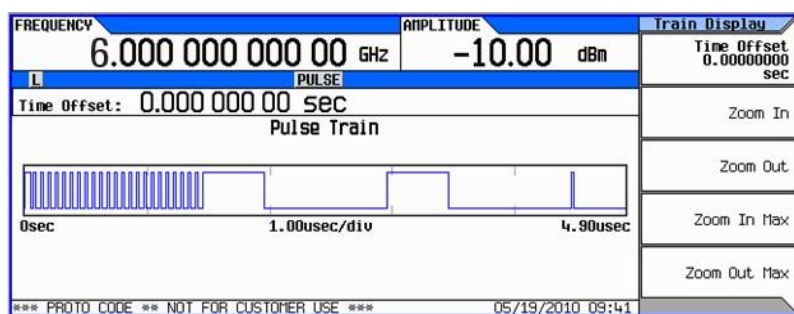 FREQUENCY
6.000 000 000 00 GHz
AMPLITUDE
-10.00 dBm
L
PULSE
Time Offset: 0.000 000 00 sec
Pulse Train
0sec
1.00usec/div
4.90usec
*** PROTO CODE ** NOT FOR CUSTOMER USE ***
05/19/2010 09:41
Train Display
Time Offset
0.00000000
sec
Zoom In
Zoom Out
Zoom In Max
Zoom Out Max